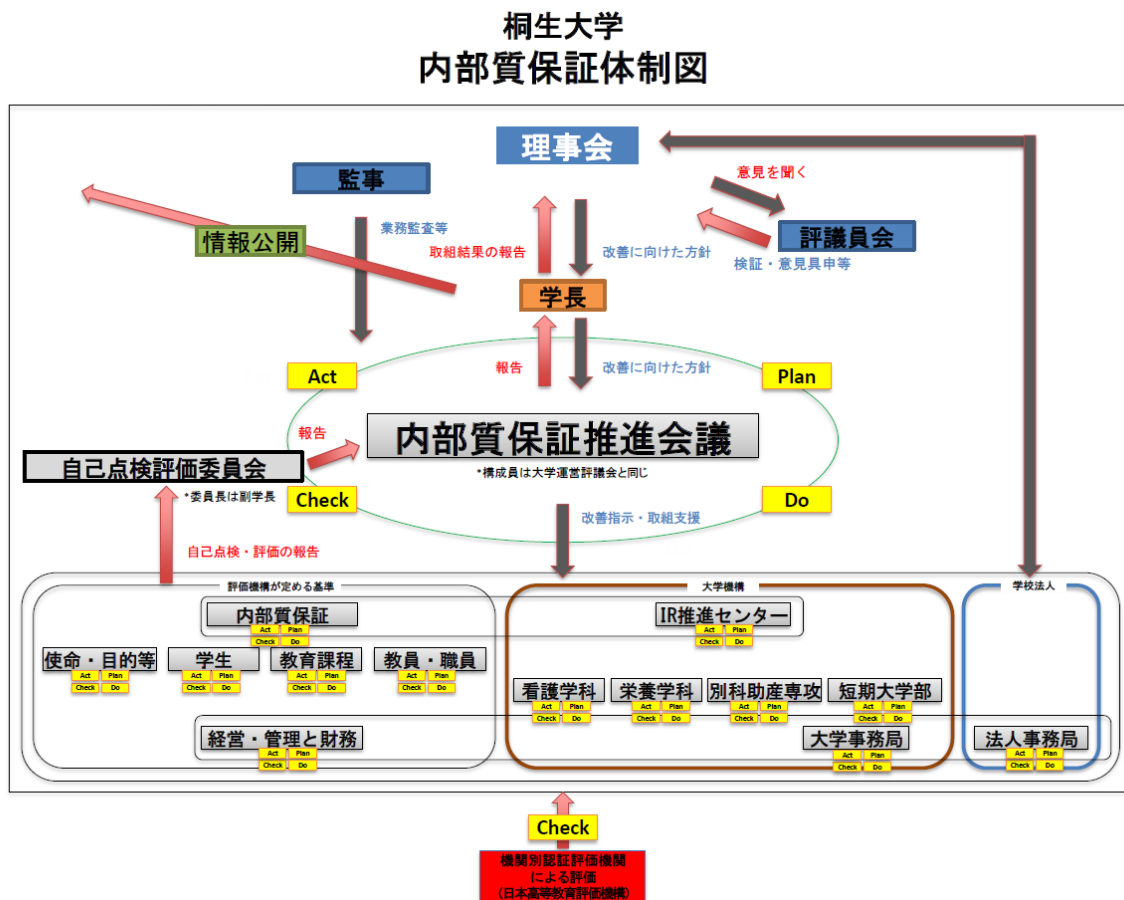 桐生大学
内部質保証体制図
理事会
監事
意見を聞く
評議員会
検証・意見具申等
業務監査等
情報公開
取組結果の報告
改善に向けた方針
学長
報告
改善に向けた方針
Act
Plan
内部質保証推進会議
*構成員は大学運営評議会と同じ
報告
自己点検評価委員会
*委員長は副学長
Check
Do
改善指示・取組支援
自己点検・評価の報告
評価機構が定める基準
大学機構
学校法人
内部質保証
Act Plan
Check Do
IR推進センター
Act Plan
Check Do
使命・目的等
Act Plan
Check Do
学生
Act Plan
Check Do
教育課程
Act Plan
Check Do
教員・職員
Act Plan
Check Do
看護学科
Act Plan
Check Do
栄養学科
Act Plan
Check Do
別科助産専攻
Act Plan
Check Do
短期大学部
Act Plan
Check Do
経営・管理と財務
Act Plan
Check Do
大学事務局
Act Plan
Check Do
法人事務局
Act Plan
Check Do
Check
機関別認証評価機関
による評価
(日本高等教育評価機構)